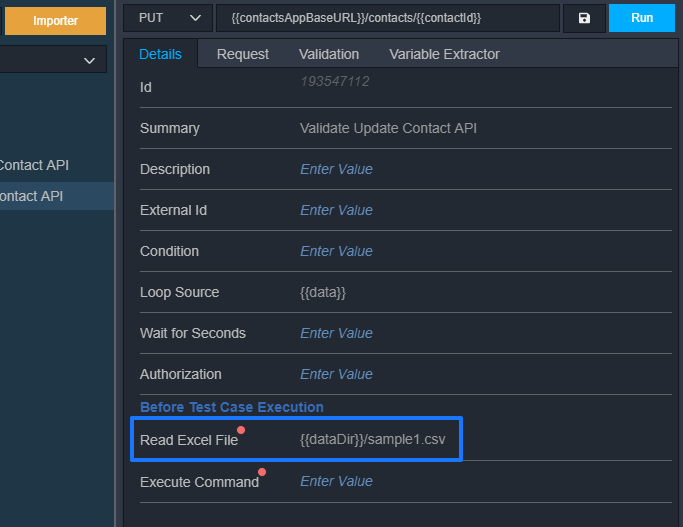 Importer
PUT
{{contactsAppBaseURL}}/contacts/{{contactId}}
Run
Details Request Validation Variable Extractor
Id 193547112
Summary Validate Update Contact API
Contact API
Description Enter Value
ontact API
External Id Enter Value
Condition Enter Value
Loop Source {{data}}
Wait for Seconds Enter Value
Authorization Enter Value
Before Test Case Execution
Read Excel File {{dataDir}}/sample1.csv
Execute Command Enter Value